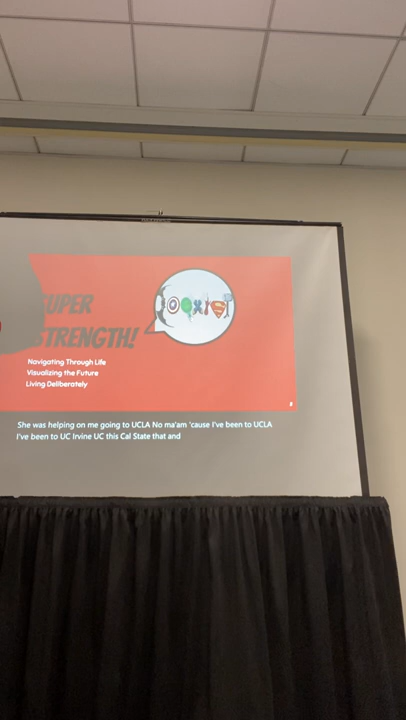 UPER
STRENGTH!
Navigating Through Life
Visualizing the Future
Living Deliberately
She was helping on me going to UCLA No ma'am 'cause I've been to UCLA
I've been to UC Irvine UC this Cal State that and